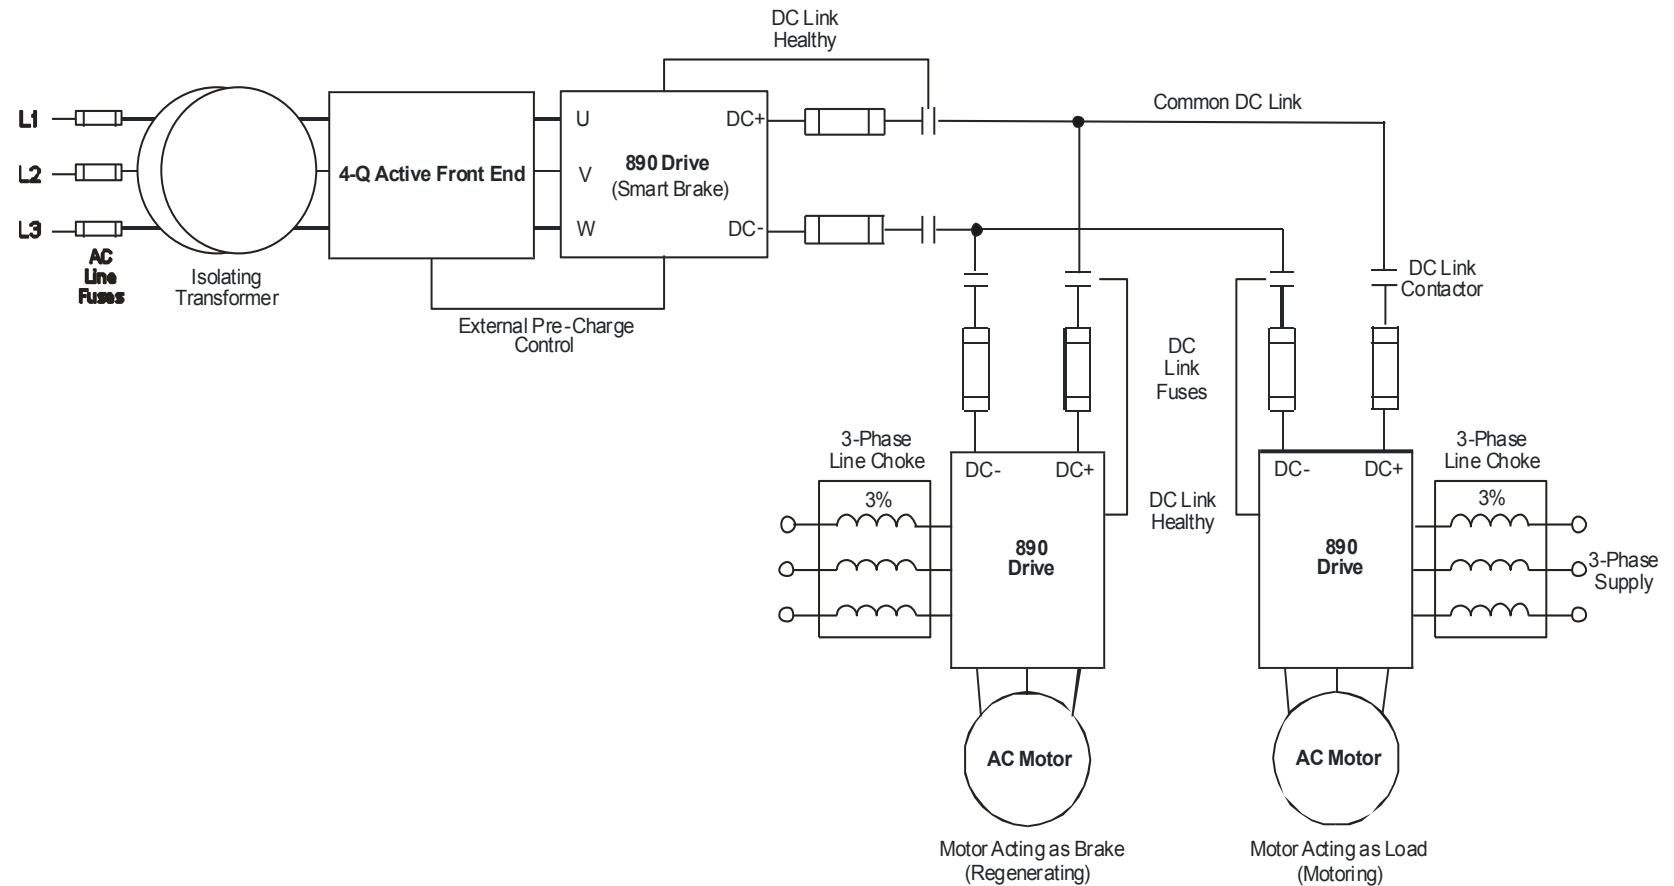 DC Link
Healthy
Common DC Link
L1
L2
L3
AC
Line
Fuses
Isolating
Transformer
4-Q Active Front End
U
V
W
890 Drive
(Smart Brake)
DC+
DC-
External Pre-Charge
Control
DC Link
Contactor
DC
Link
Fuses
3-Phase
Line Choke
3%
DC-
DC+
890
Drive
DC Link
Healthy
DC-
DC+
890
Drive
3-Phase
Line Choke
3%
3-Phase
Supply
AC Motor
AC Motor
Motor Acting as Brake
(Regenerating)
Motor Acting as Load
(Motoring)